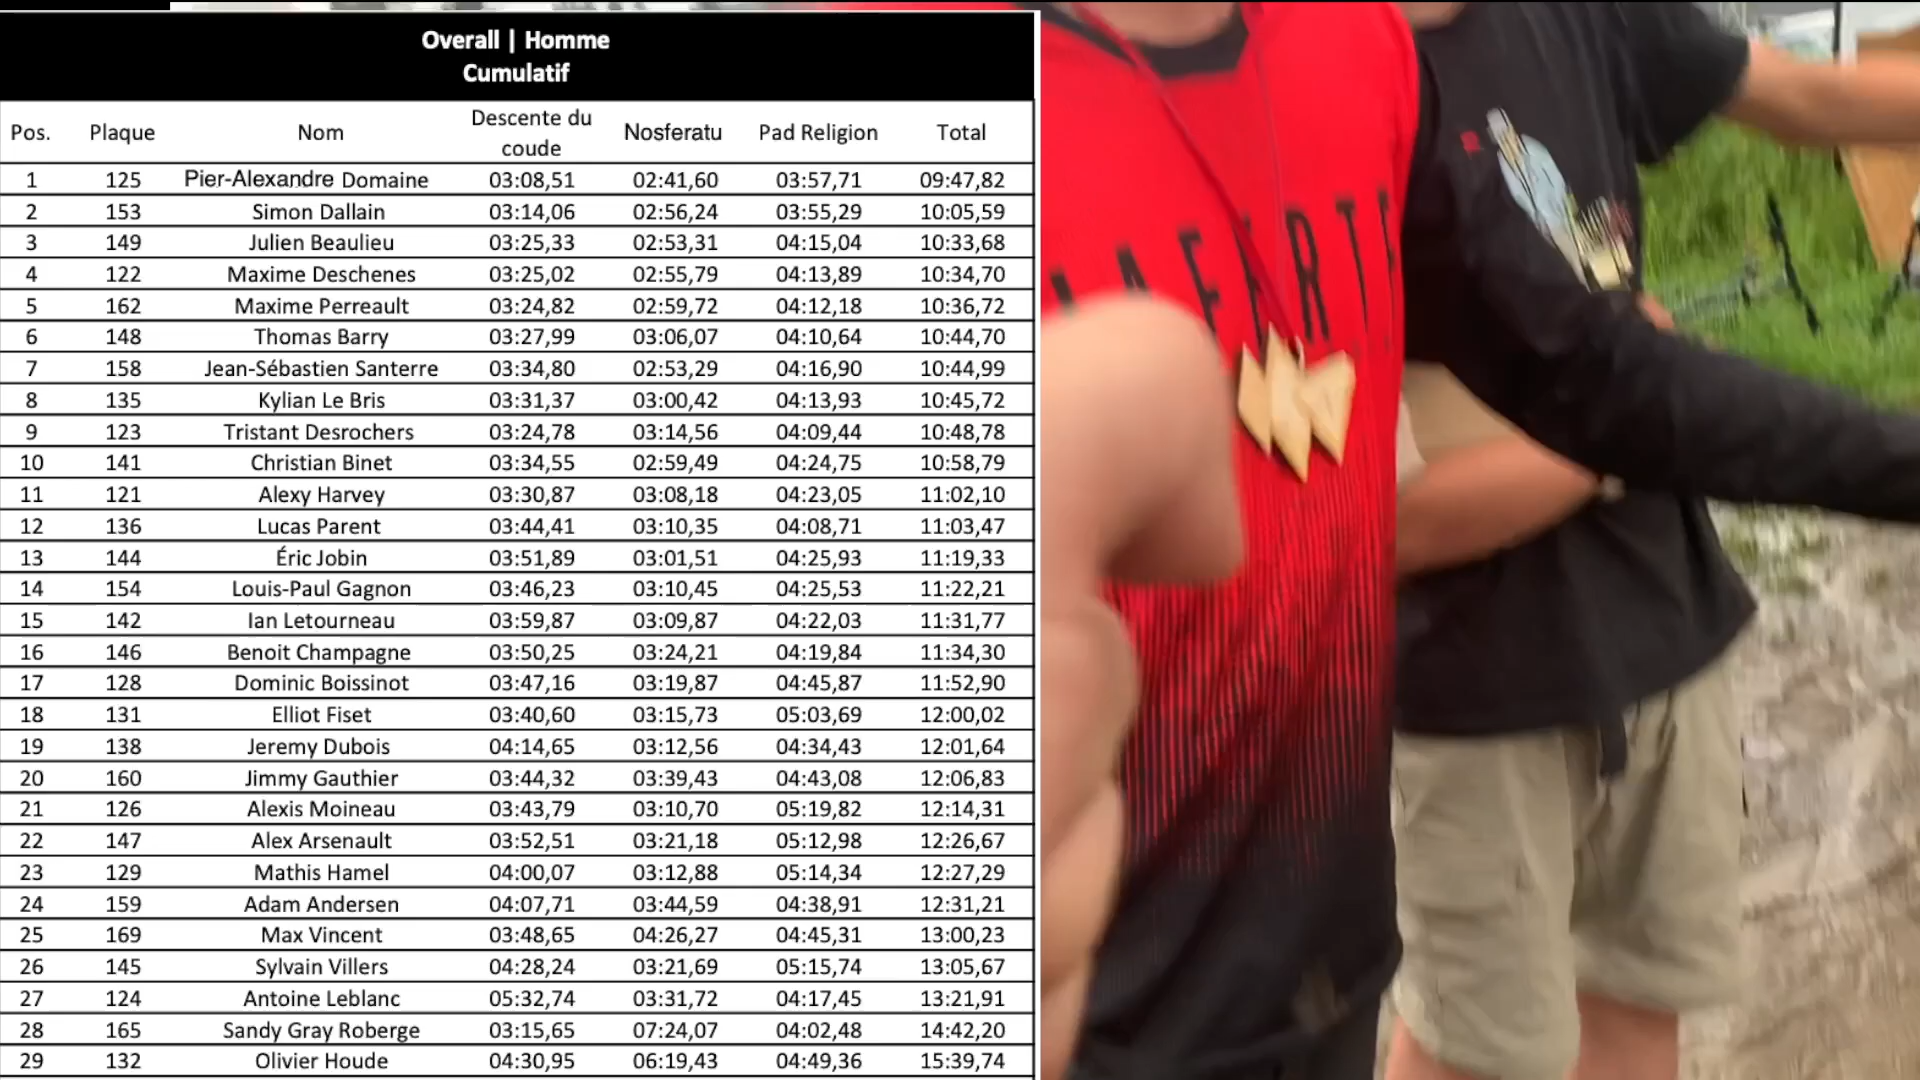 Overall | Homme
Cumulatif
Pos. Plaque Nom Descente du coude Nosferatu Pad Religion Total
1 125 Pier-Alexandre Domaine 03:08,51 02:41,60 03:57,71 09:47,82
2 153 Simon Dallain 03:14,06 02:56,24 03:55,29 10:05,59
3 149 Julien Beaulieu 03:25,33 02:53,31 04:15,04 10:33,68
4 122 Maxime Deschenes 03:25,02 02:55,79 04:13,89 10:34,70
5 162 Maxime Perreault 03:24,82 02:59,72 04:12,18 10:36,72
6 148 Thomas Barry 03:27,99 03:06,07 04:10,64 10:44,70
7 158 Jean-Sébastien Santerre 03:34,80 02:53,29 04:16,90 10:44,99
8 135 Kylian Le Bris 03:31,37 03:00,42 04:13,93 10:45,72
9 123 Tristant Desrochers 03:24,78 03:14,56 04:09,44 10:48,78
10 141 Christian Binet 03:34,55 02:59,49 04:24,75 10:58,79
11 121 Alexy Harvey 03:30,87 03:08,18 04:23,05 11:02,10
12 136 Lucas Parent 03:44,41 03:10,35 04:08,71 11:03,47
13 144 Éric Jobin 03:51,89 03:01,51 04:25,93 11:19,33
14 154 Louis-Paul Gagnon 03:46,23 03:10,45 04:25,53 11:22,21
15 142 Ian Letourneau 03:59,87 03:09,87 04:22,03 11:31,77
16 146 Benoit Champagne 03:50,25 03:24,21 04:19,84 11:34,30
17 128 Dominic Boissinot 03:47,16 03:19,87 04:45,87 11:52,90
18 131 Elliot Fiset 03:40,60 03:15,73 05:03,69 12:00,02
19 138 Jeremy Dubois 04:14,65 03:12,56 04:34,43 12:01,64
20 160 Jimmy Gauthier 03:44,32 03:39,43 04:43,08 12:06,83
21 126 Alexis Moineau 03:43,79 03:10,70 05:19,82 12:14,31
22 147 Alex Arsenault 03:52,51 03:21,18 05:12,98 12:26,67
23 129 Mathis Hamel 04:00,07 03:12,88 05:14,34 12:27,29
24 159 Adam Andersen 04:07,71 03:44,59 04:38,91 12:31,21
25 169 Max Vincent 03:48,65 04:26,27 04:45,31 13:00,23
26 145 Sylvain Villers 04:28,24 03:21,69 05:15,74 13:05,67
27 124 Antoine Leblanc 05:32,74 03:31,72 04:17,45 13:21,91
28 165 Sandy Gray Roberge 03:15,65 07:24,07 04:02,48 14:42,20
29 132 Olivier Houde 04:30,95 06:19,43 04:49,36 15:39,74